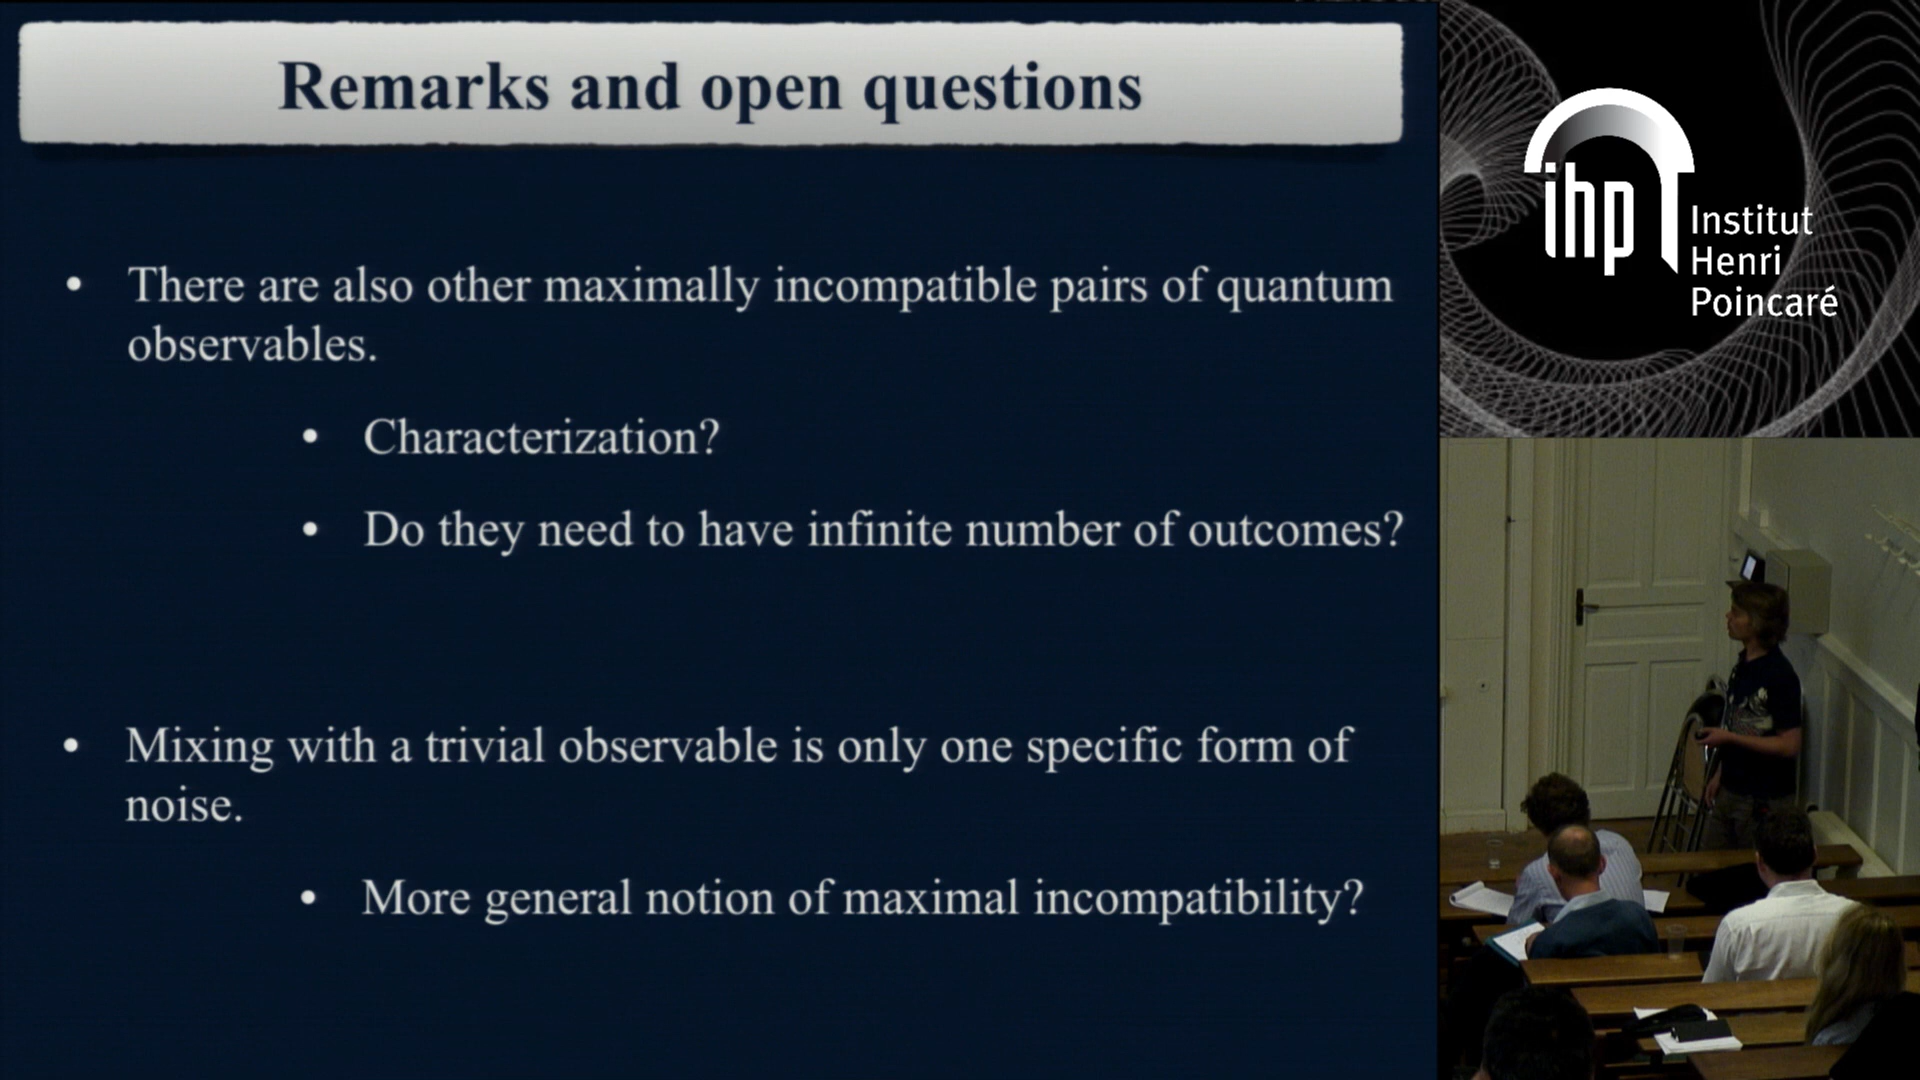 Remarks and open questions
• There are also other maximally incompatible pairs of quantum
observables.
• Characterization?
• Do they need to have infinite number of outcomes?
• Mixing with a trivial observable is only one specific form of
noise.
• More general notion of maximal incompatibility?
ihp
Institut
Henri
Poincaré